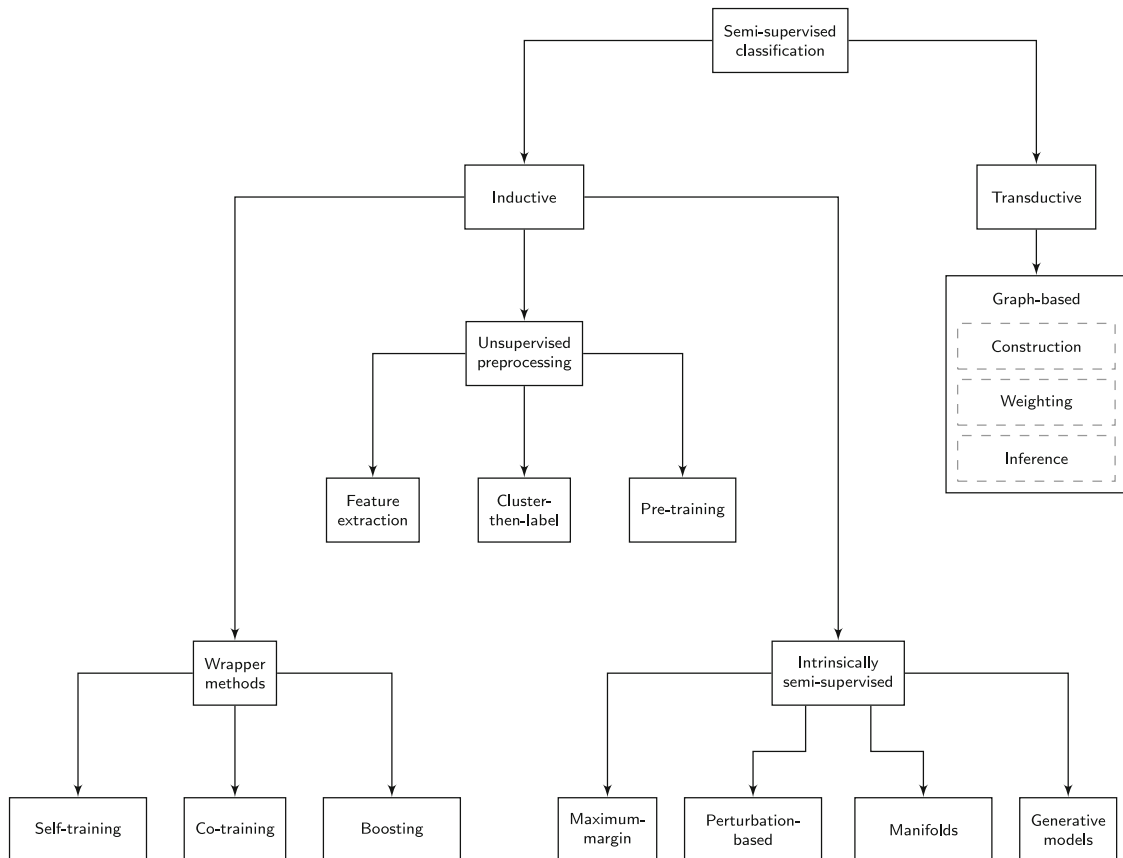 Semi-supervised
classification
Inductive
Transductive
Graph-based
Construction
Weighting
Inference
Unsupervised
preprocessing
Feature
extraction
Cluster-
then-label
Pre-training
Wrapper
methods
Intrinsically
semi-supervised
Self-training
Co-training
Boosting
Maximum-
margin
Perturbation-
based
Manifolds
Generative
models